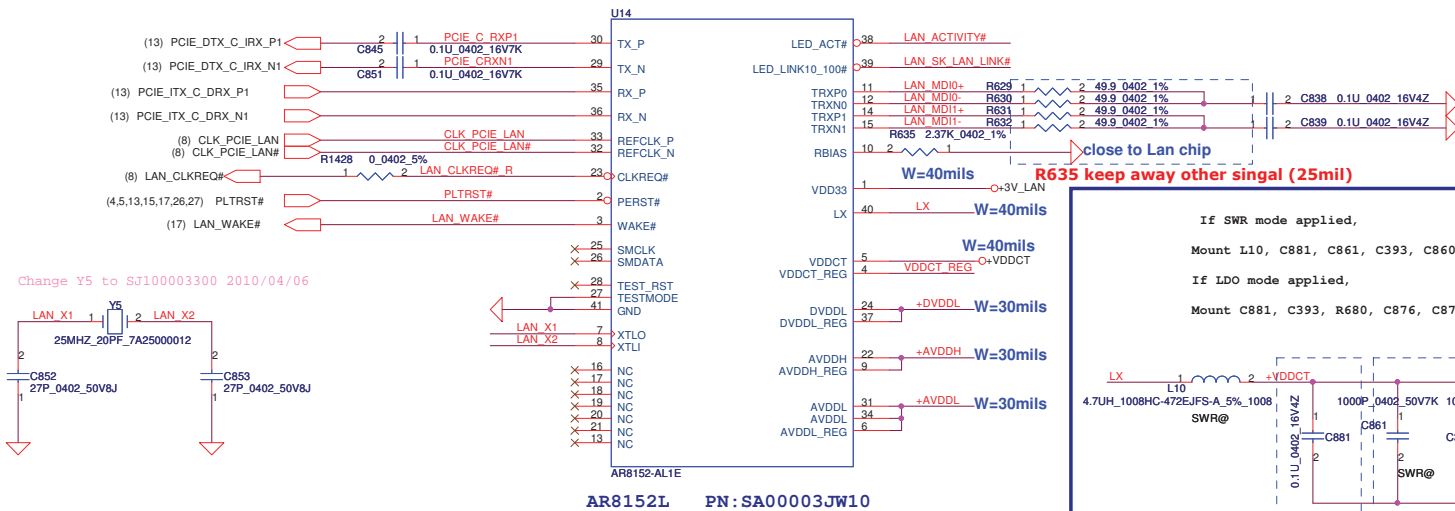 U14
(13) PCIE_DTX_C_IRX_P1 2 1 PCIE_C_RXP1 30 TX_P
C845 0.1U_0402_16V7K
(13) PCIE_DTX_C_IRX_N1 2 1 PCIE_CRXN1 29 TX_N
C851 0.1U_0402_16V7K
(13) PCIE_ITX_C_DRX_P1 35 RX_P
(13) PCIE_ITX_C_DRX_N1 36 RX_N
(8) CLK_PCIE_LAN CLK_PCIE_LAN 33 REFCLK_P
(8) CLK_PCIE_LAN# CLK_PCIE_LAN# 32 REFCLK_N
R1428 0_0402_5%
(8) LAN_CLKREQ# 1 2 LAN_CLKREQ#_R 23 CLKREQ#
(4,5,13,15,17,26,27) PLTRST# PLTRST# 2 PERST#
(17) LAN_WAKE# LAN_WAKE# 3 WAKE#
25 SMCLK
26 SMDATA
28 TEST_RST
27 TESTMODE
41 GND
LAN_X1 7 XTLO
LAN_X2 8 XTLI
16 NC
17 NC
18 NC
19 NC
20 NC
21 NC
13 NC
LED_ACT# 38 LAN_ACTIVITY#
LED_LINK10_100# 39 LAN_SK_LAN_LINK#
TRXP0 11 LAN_MDI0+ R629 1 2 49.9_0402_1%
TRXN0 12 LAN_MDI0- R630 1 2 49.9_0402_1%
TRXP1 14 LAN_MDI1+ R631 1 2 49.9_0402_1%
TRXN1 15 LAN_MDI1- R632 1 2 49.9_0402_1%
1 2 C838 0.1U_0402_16V4Z
1 2 C839 0.1U_0402_16V4Z
R635 2.37K_0402_1%
RBIAS 10 2 1 close to Lan chip
W=40mils R635 keep away other singal (25mil)
VDD33 1 +3V_LAN
LX 40 LX W=40mils
W=40mils
VDDCT 5 +VDDCT
VDDCT_REG 4 VDDCT_REG
DVDDL 24 +DVDDL W=30mils
DVDDL_REG 37
AVDDH 22 +AVDDH W=30mils
AVDDH_REG 9
AVDDL 31 +AVDDL W=30mils
AVDDL 34
AVDDL_REG 6
AR8152-AL1E
AR8152L PN:SA00003JW10
Change Y5 to SJ100003300 2010/04/06
Y5
LAN_X1 1 2 LAN_X2
25MHZ_20PF_7A25000012
2 2
C852 C853
27P_0402_50V8J 27P_0402_50V8J
1 1
If SWR mode applied,
Mount L10, C881, C861, C393, C860
If LDO mode applied,
Mount C881, C393, R680, C876, C87
LX 1 2 +VDDCT
L10
4.7UH_1008HC-472EJFS-A_5%_1008
SWR@
0.1U_0402_16V4Z
1
C881
2
1000P_0402_50V7K 10
C861 1
2
SWR@